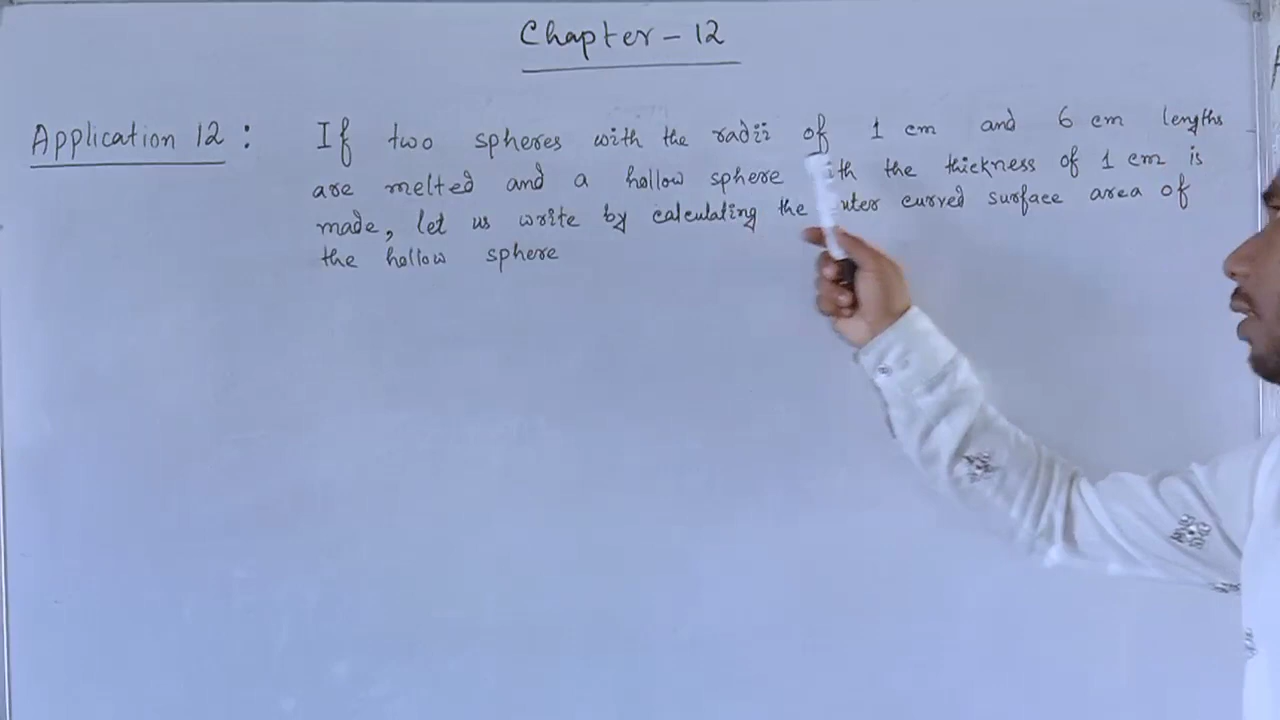 Chapter - 12
Application 12 : If two spheres with the radii of 1 cm and 6 cm lengths
are melted and a hollow sphere the thickness of 1 cm is
made, let us write by calculating the curved surface area of
the hollow sphere